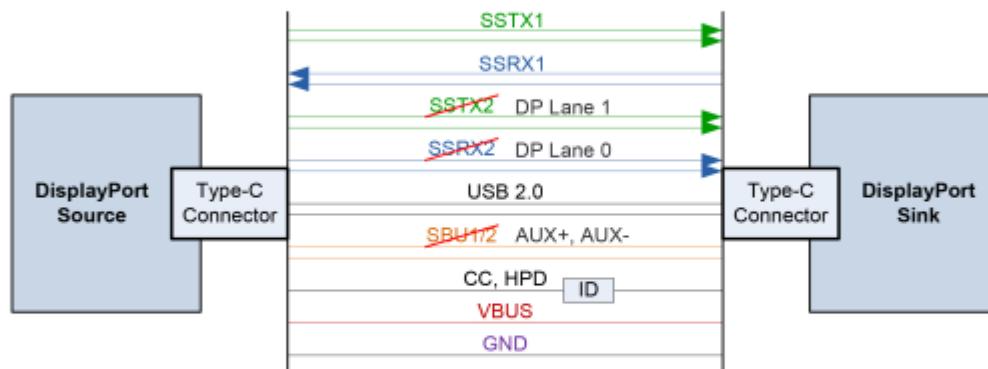 SSTX1
SSRX1
SSTX2 DP Lane 1
SSRX2 DP Lane 0
DisplayPort
Source
Type-C
Connector
USB 2.0
Type-C
Connector
DisplayPort
Sink
SBU1/2 AUX+, AUX-
CC, HPD
ID
VBUS
GND